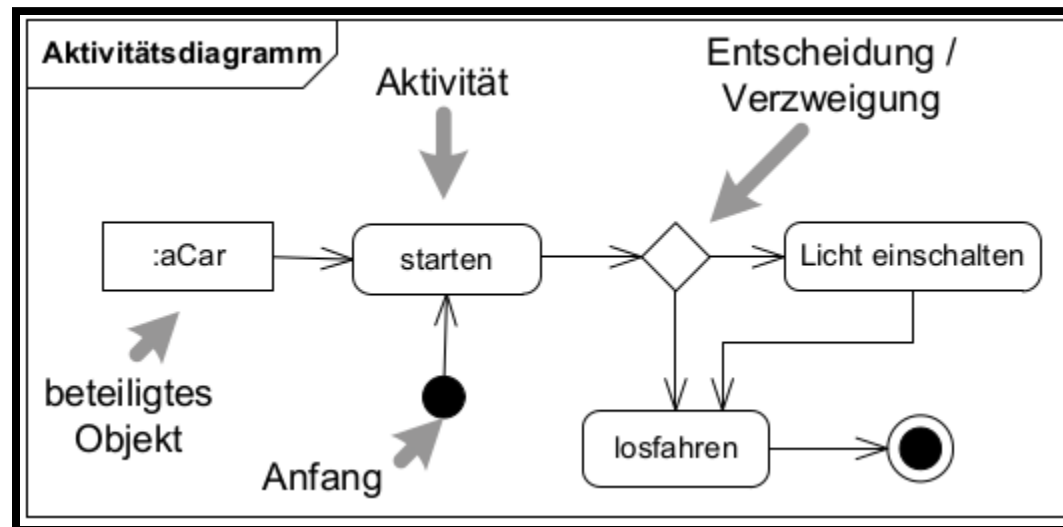 Aktivitätsdiagramm
Aktivität
Entscheidung /
Verzweigung
:aCar
starten
Licht einschalten
beteiligtes
Objekt
Anfang
losfahren